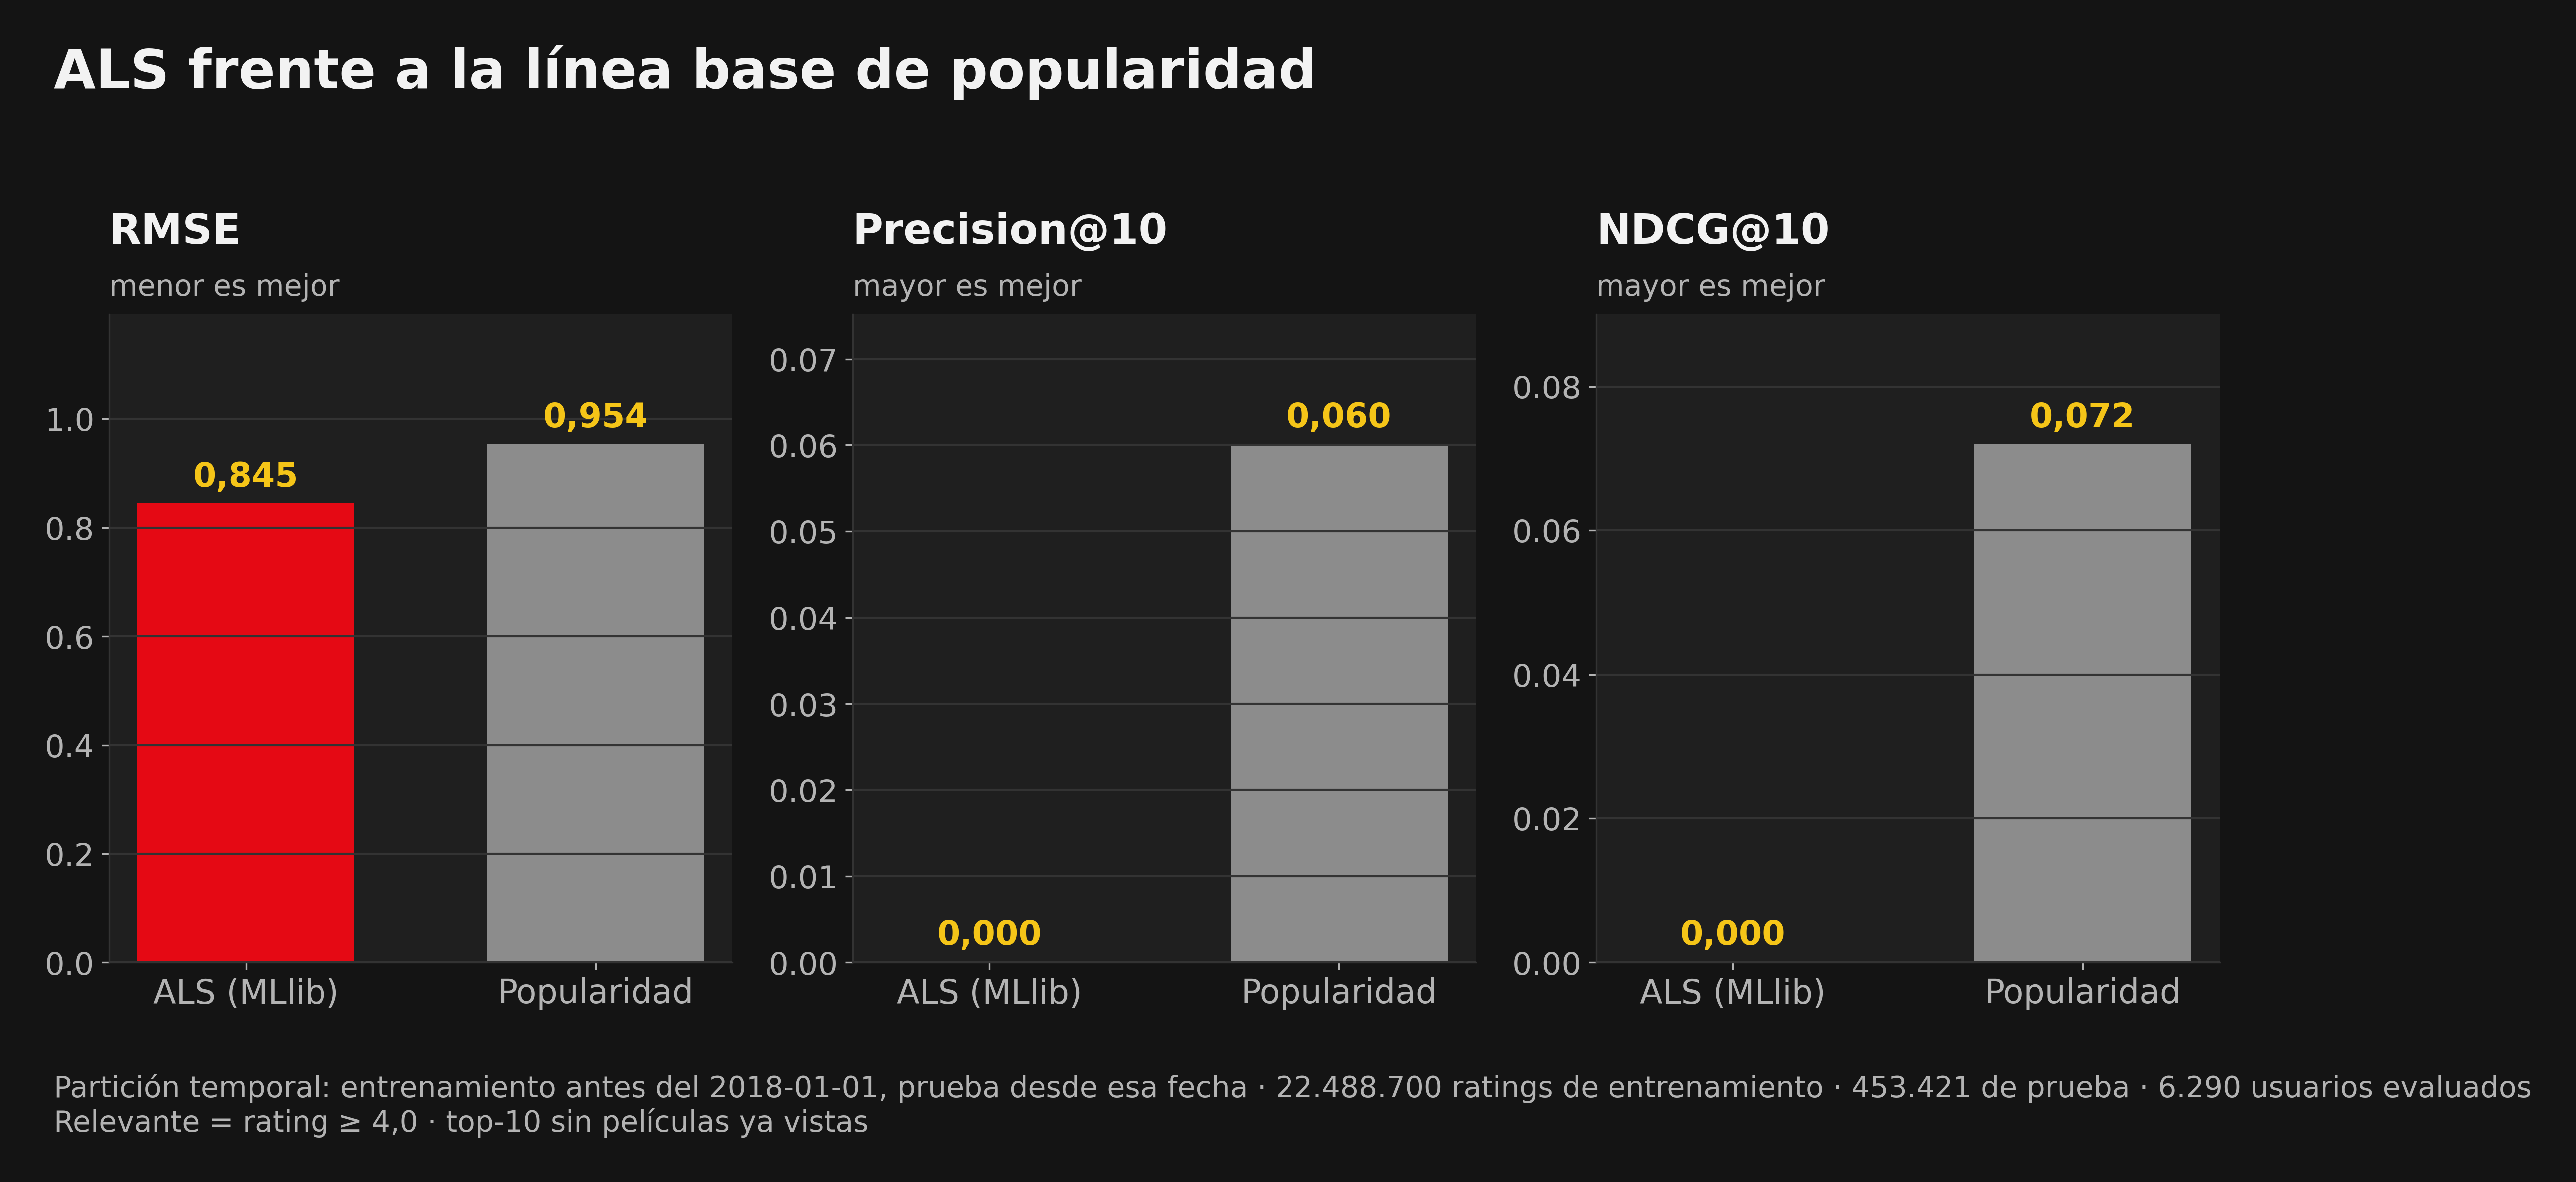 ALS frente a la línea base de popularidad
RMSE
menor es mejor
1.0
0.8
0.6
0.4
0.2
0.0
0,845
0,954
ALS (MLlib)
Popularidad
Precision@10
mayor es mejor
0.07
0.06
0.05
0.04
0.03
0.02
0.01
0.00
0,000
0,060
ALS (MLlib)
Popularidad
NDCG@10
mayor es mejor
0.08
0.06
0.04
0.02
0.00
0,000
0,072
ALS (MLlib)
Popularidad
Partición temporal: entrenamiento antes del 2018-01-01, prueba desde esa fecha · 22.488.700 ratings de entrenamiento · 453.421 de prueba · 6.290 usuarios evaluados
Relevante = rating ≥ 4,0 · top-10 sin películas ya vistas